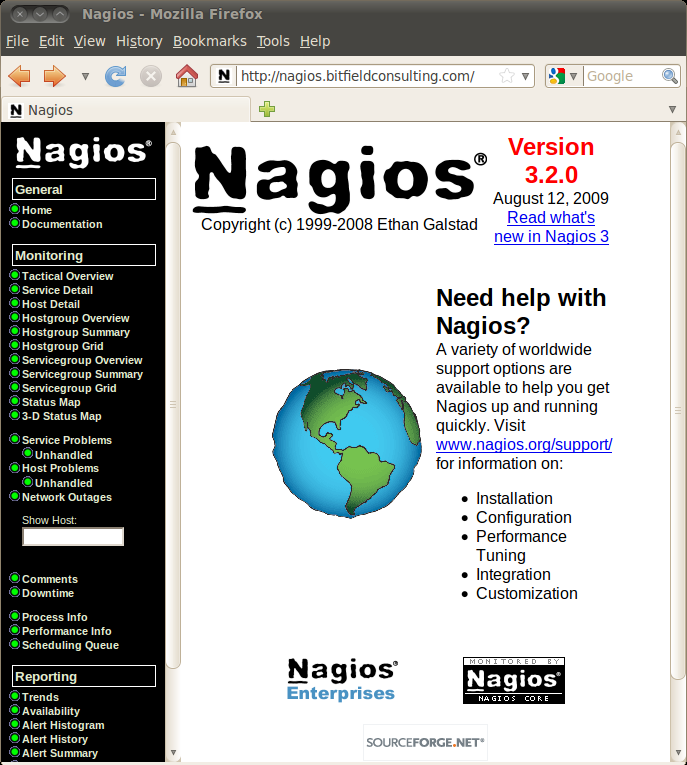 Nagios - Mozilla Firefox
File Edit View History Bookmarks Tools Help
N http://nagios.bitfieldconsulting.com/ Google
N Nagios
Nagios®
General
Home
Documentation
Monitoring
Tactical Overview
Service Detail
Host Detail
Hostgroup Overview
Hostgroup Summary
Hostgroup Grid
Servicegroup Overview
Servicegroup Summary
Servicegroup Grid
Status Map
3-D Status Map
Service Problems
Unhandled
Host Problems
Unhandled
Network Outages
Show Host:
Comments
Downtime
Process Info
Performance Info
Scheduling Queue
Reporting
Trends
Availability
Alert Histogram
Alert History
Alert Summary
Nagios®
Copyright (c) 1999-2008 Ethan Galstad
Version
3.2.0
August 12, 2009
Read what's
new in Nagios 3
Need help with
Nagios?
A variety of worldwide
support options are
available to help you get
Nagios up and running
quickly. Visit
www.nagios.org/support/
for information on:
Installation
Configuration
Performance
Tuning
Integration
Customization
Nagios®
Enterprises
MONITORED BY
Nagios®
NAGIOS CORE
SOURCEFORGE.NET®